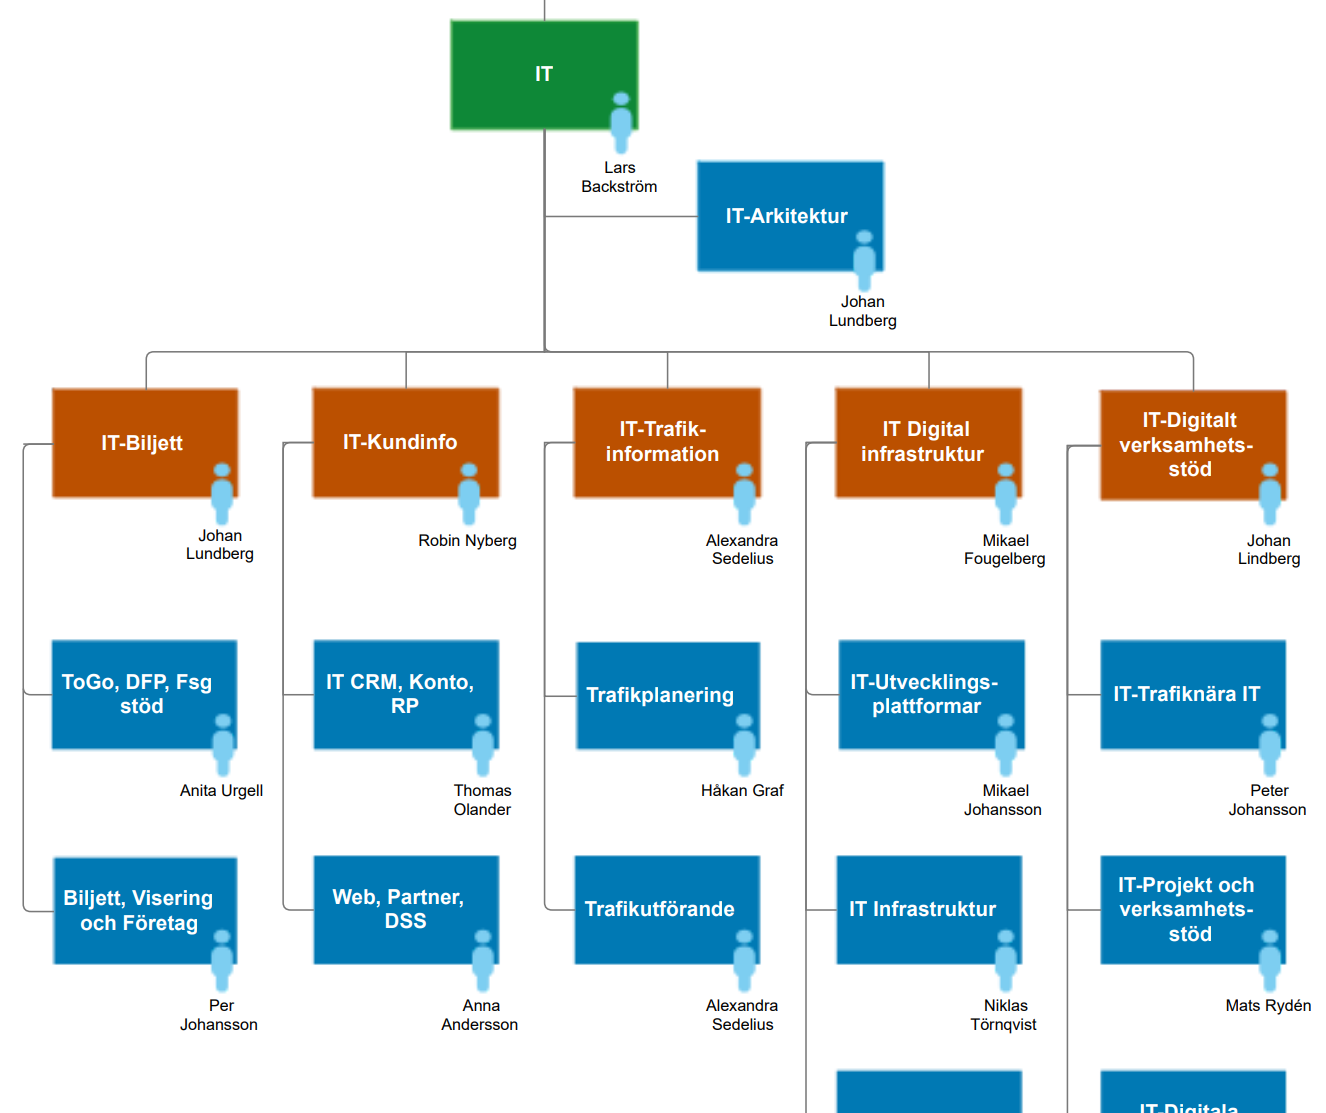 IT
Lars
Backström
IT-Arkitektur
Johan
Lundberg
IT-Biljett
Johan
Lundberg
IT-Kundinfo
Robin Nyberg
IT-Trafik-
information
Alexandra
Sedelius
IT Digital
infrastruktur
Mikael
Fougelberg
IT-Digitalt
verksamhets-
stöd
Johan
Lindberg
ToGo, DFP, Fsg
stöd
Anita Urgell
IT CRM, Konto,
RP
Thomas
Olander
Trafikplanering
Håkan Graf
IT-Utvecklings-
plattformar
Mikael
Johansson
IT-Trafiknära IT
Peter
Johansson
Biljett, Visering
och Företag
Per
Johansson
Web, Partner,
DSS
Anna
Andersson
Trafikutförande
Alexandra
Sedelius
IT Infrastruktur
Niklas
Törnqvist
IT-Projekt och
verksamhets-
stöd
Mats Rydén
IT-Digitala